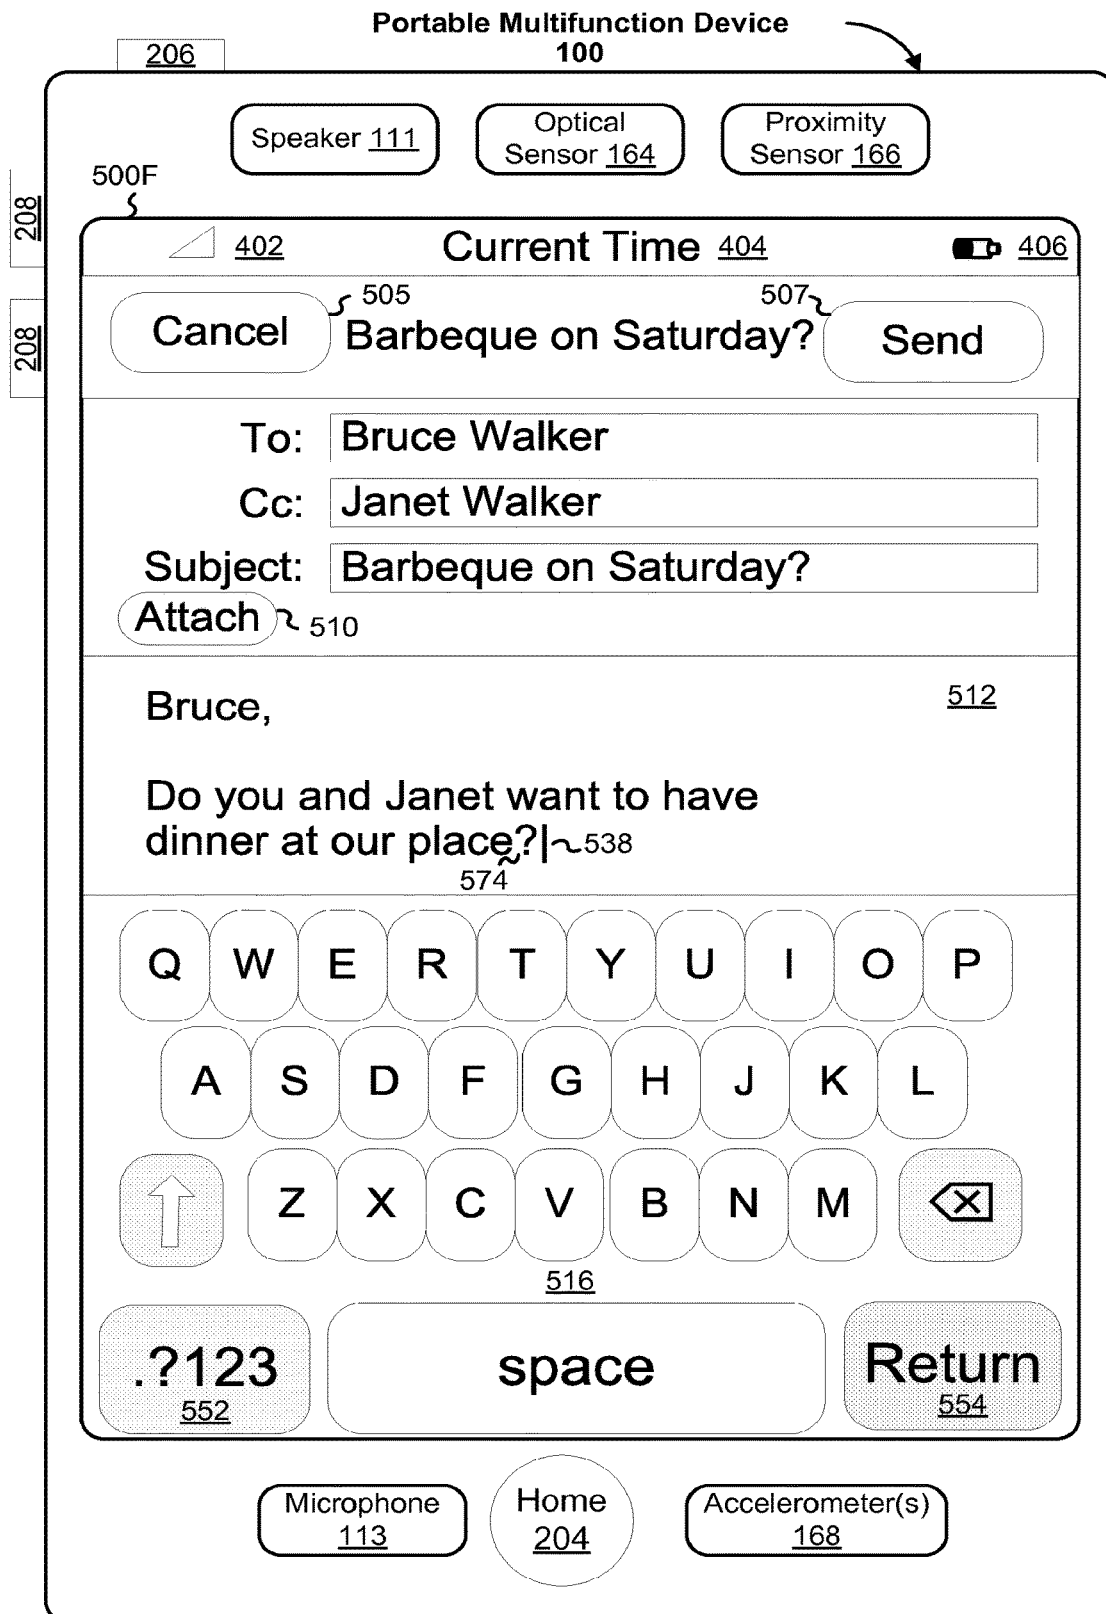 Portable Multifunction Device
100
206
Speaker 111
Optical
Sensor 164
Proximity
Sensor 166
500F
208
208
402 Current Time 404 406
505
507
Cancel Barbeque on Saturday? Send
To: Bruce Walker
Cc: Janet Walker
Subject: Barbeque on Saturday?
Attach 510
Bruce, 512
Do you and Janet want to have
dinner at our place?| 538
574
Q W E R T Y U I O P
A S D F G H J K L
Z X C V B N M
516
.?123 space Return
552 554
Microphone
113
Home
204
Accelerometer(s)
168